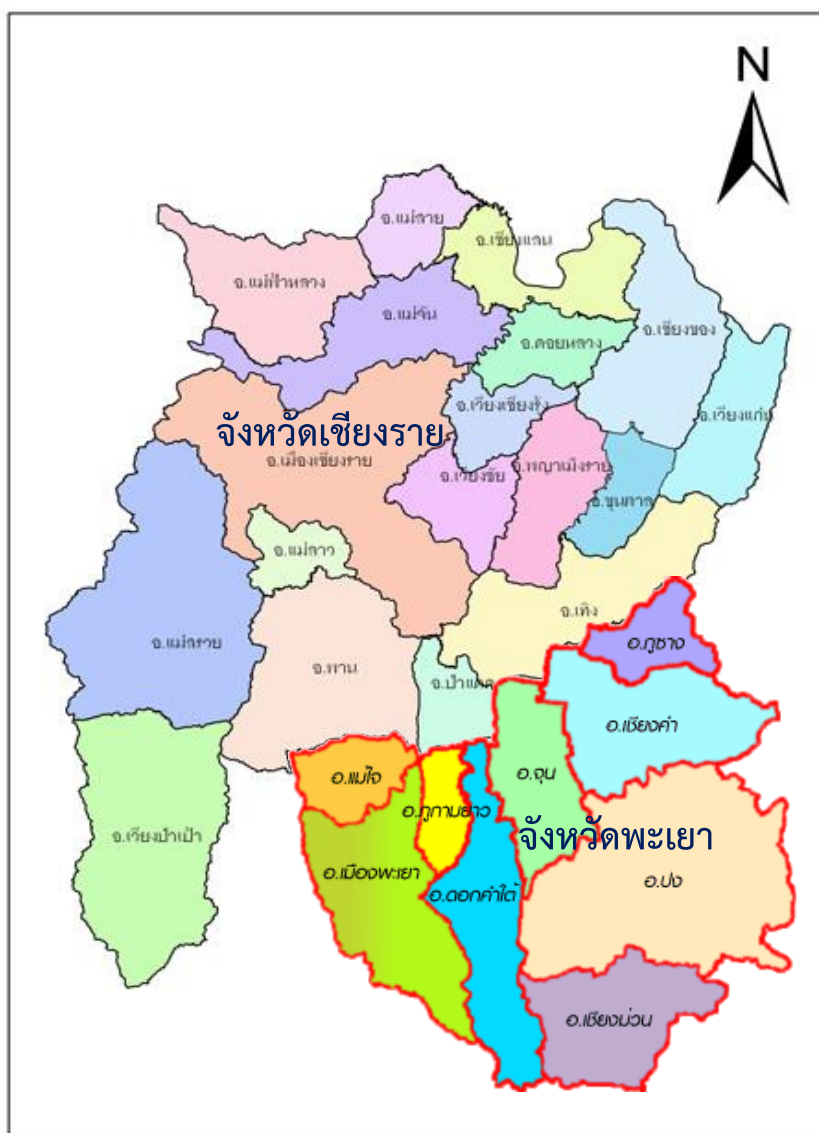 N
อ.แม่สาย
อ.เชียงแสน
อ.แม่ฟ้าหลวง
อ.แม่จัน
อ.เชียงของ
อ.ดอยหลวง
อ.เวียงเชียงรุ้ง
อ.เวียงแก่น
จังหวัดเชียงราย
อ.เมืองเชียงราย
อ.เวียงชัย
อ.พญาเม็งราย
อ.ขุนตาล
อ.แม่ลาว
อ.เทิง
อ.แม่สรวย
อ.ภูซาง
อ.พาน
อ.ป่าแดด
อ.เชียงคำ
อ.แม่ใจ
อ.จุน
อ.ภูกามยาว
อ.เวียงป่าเป้า
จังหวัดพะเยา
อ.เมืองพะเยา
อ.ปง
อ.ดอกคำใต้
อ.เชียงม่วน